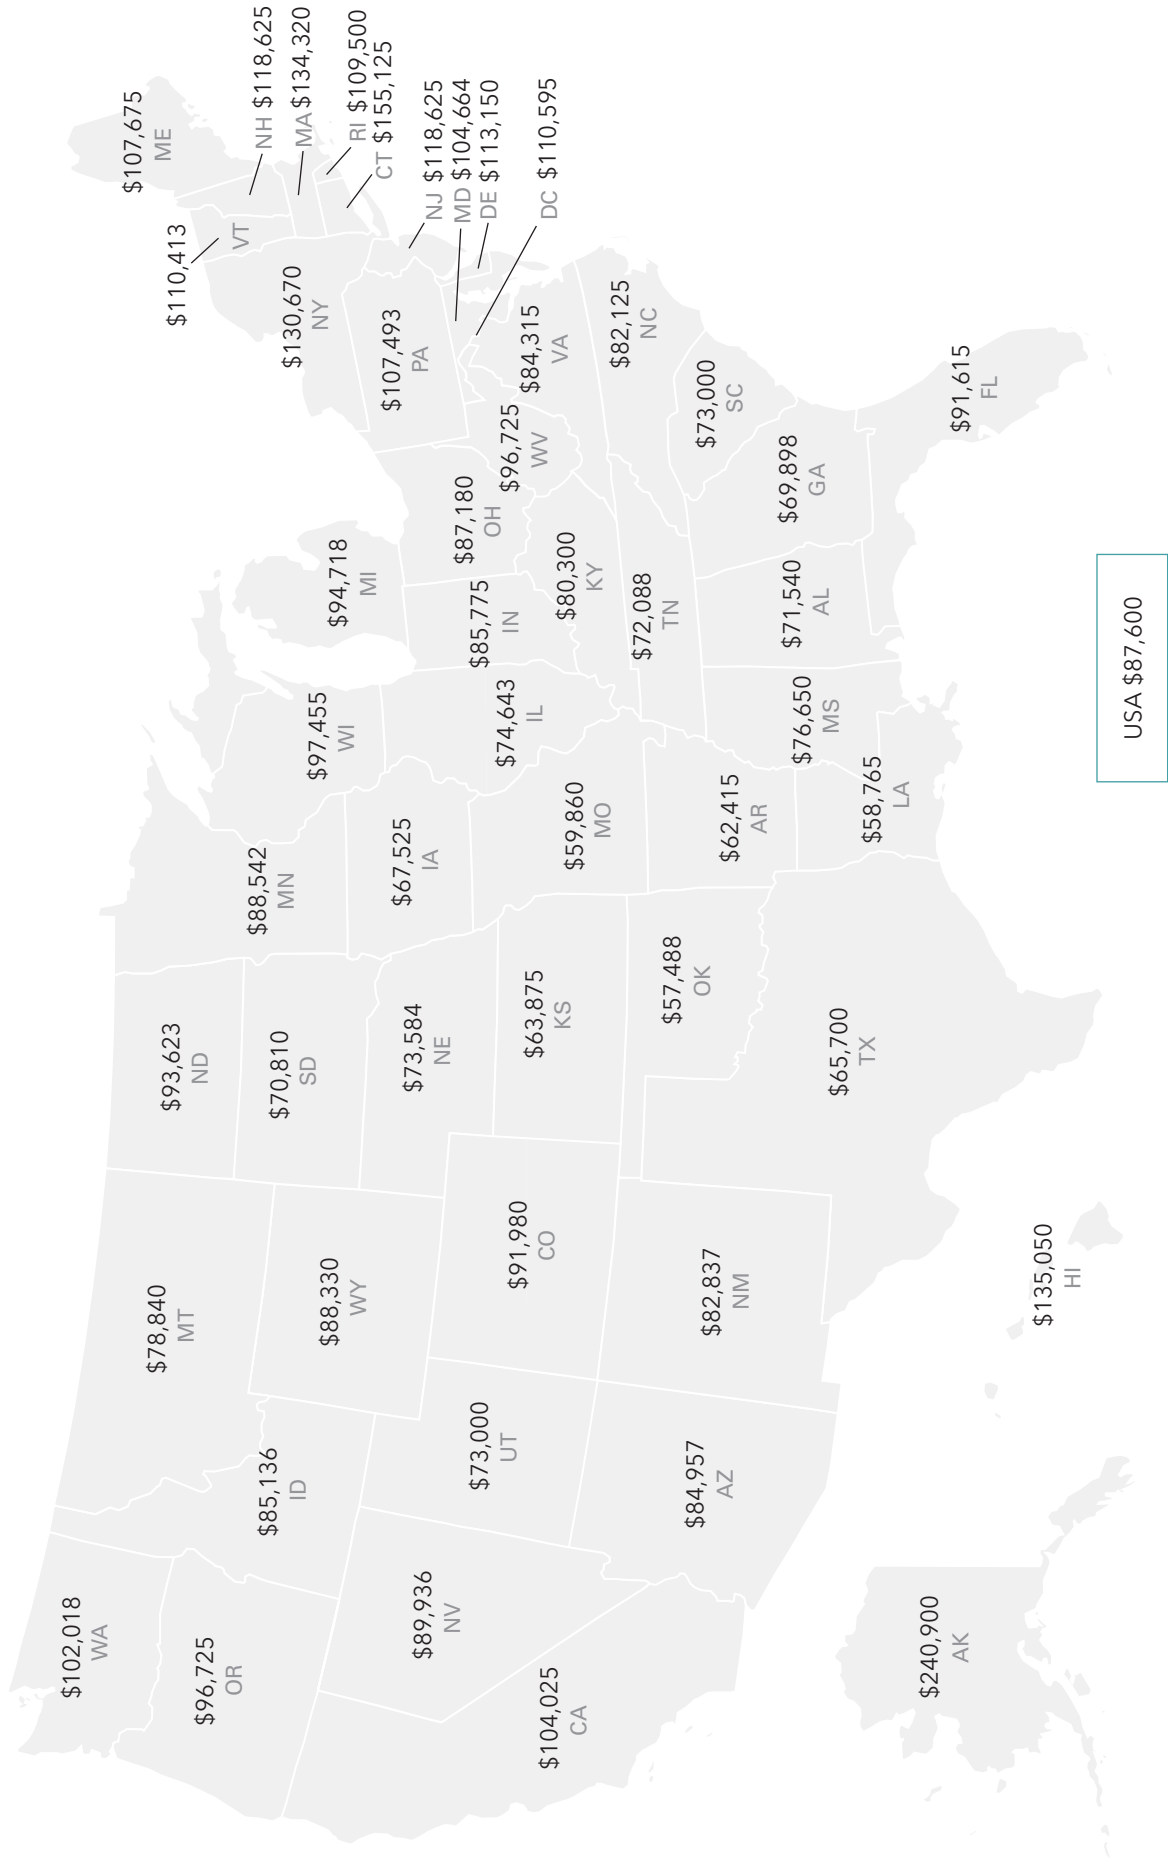 $102,018
WA
$96,725
OR
$104,025
CA
$89,936
NV
$85,136
ID
$78,840
MT
$88,330
WY
$73,000
UT
$84,957
AZ
$91,980
CO
$82,837
NM
$93,623
ND
$70,810
SD
$73,584
NE
$63,875
KS
$57,488
OK
$65,700
TX
$88,542
MN
$67,525
IA
$59,860
MO
$62,415
AR
$58,765
LA
$97,455
WI
$74,643
IL
$76,650
MS
$94,718
MI
$85,775
IN
$87,180
OH
$80,300
KY
$72,088
TN
$71,540
AL
$69,898
GA
$91,615
FL
$73,000
SC
$82,125
NC
$84,315
VA
$96,725
WV
$107,493
PA
$130,670
NY
$110,413
VT
$107,675
ME
NH $118,625
MA $134,320
RI $109,500
CT $155,125
NJ $118,625
MD $104,664
DE $113,150
DC $110,595
$240,900
AK
$135,050
HI
USA $87,600